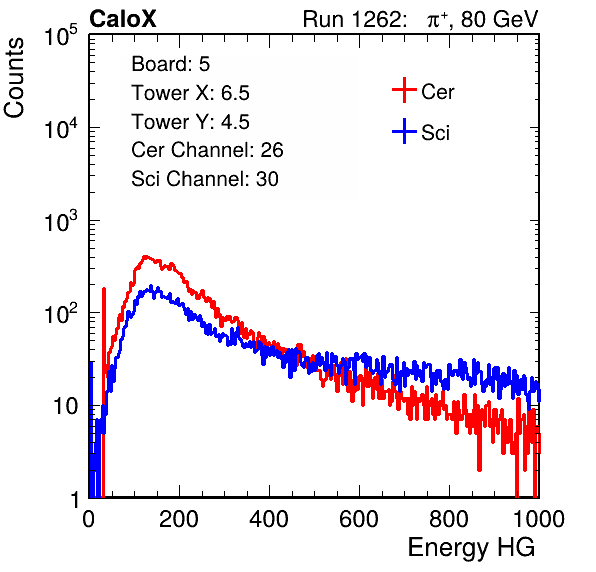 CaloX Run 1262: π⁺, 80 GeV
Counts
Board: 5
Tower X: 6.5
Tower Y: 4.5
Cer Channel: 26
Sci Channel: 30
Cer
Sci
10⁵
10⁴
10³
10²
10
1
0 200 400 600 800 1000
Energy HG